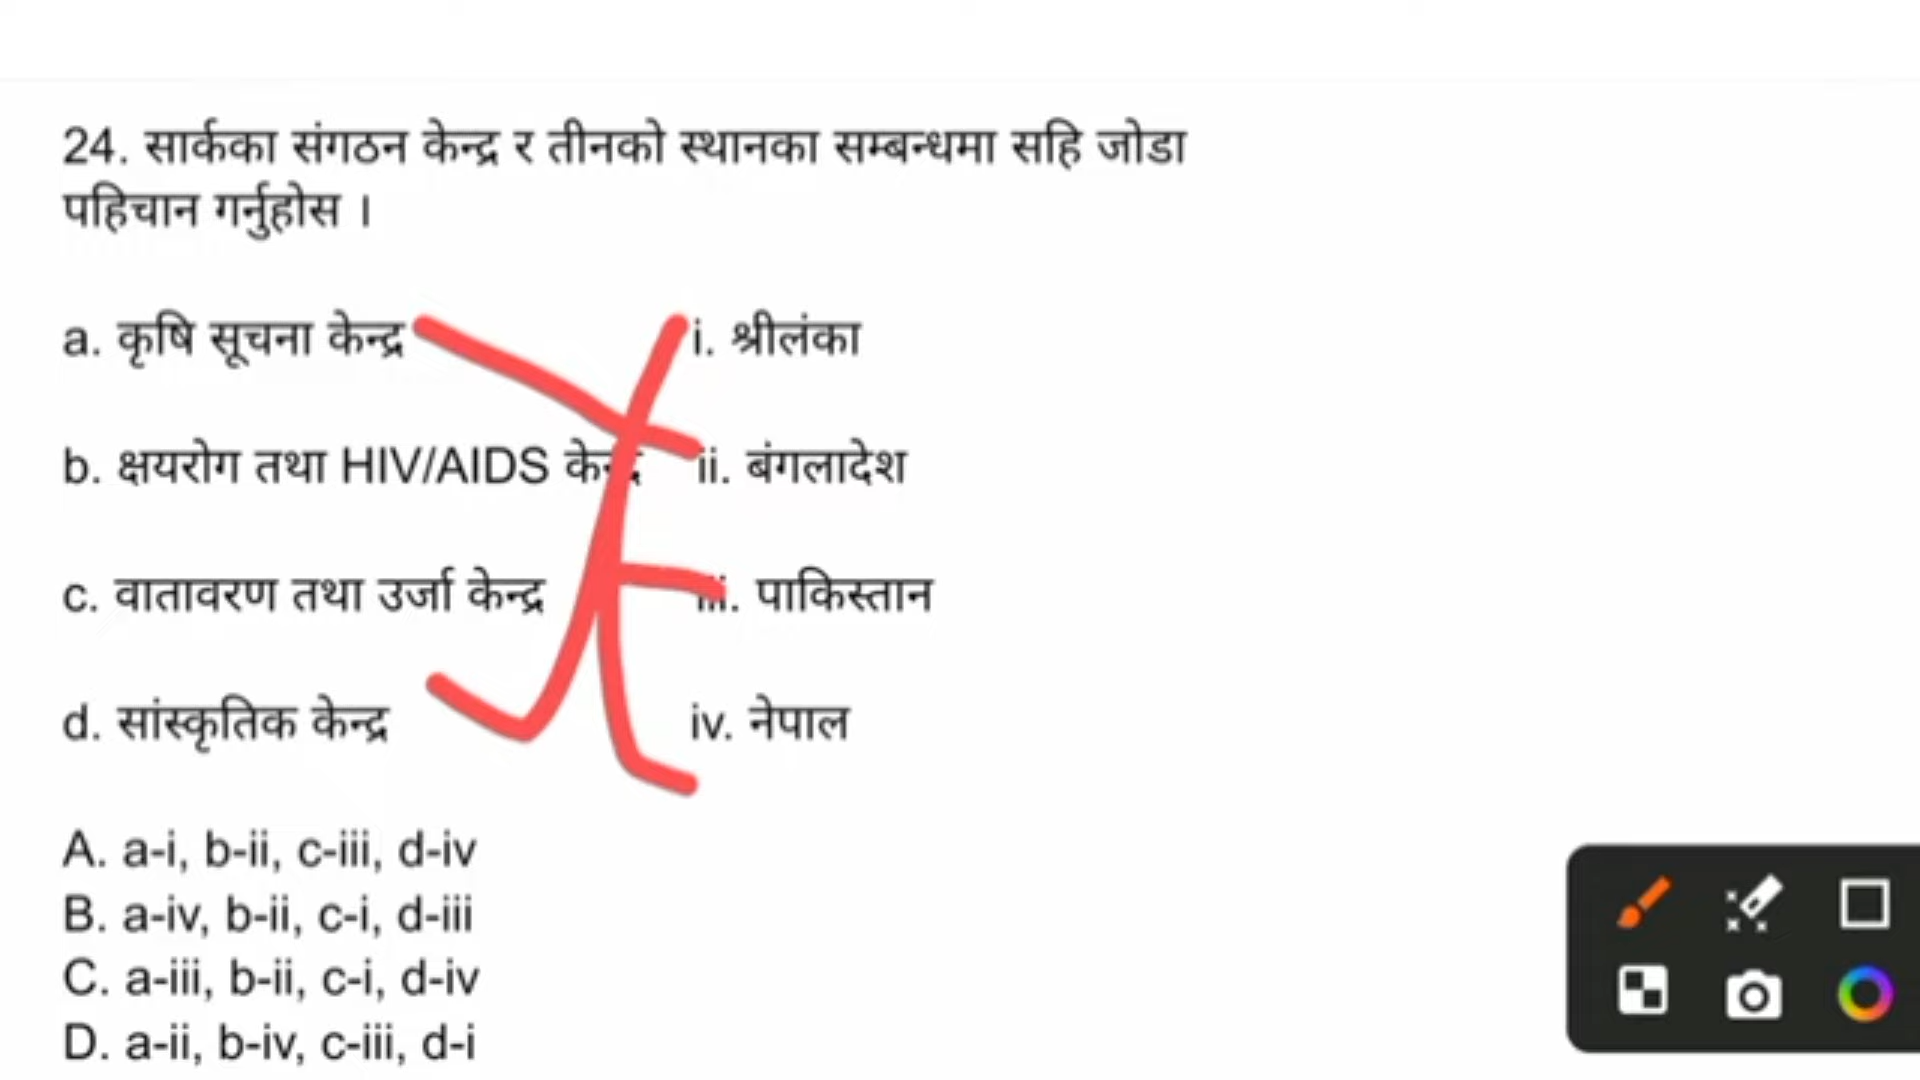 24. सार्कका संगठन केन्द्र र तीनको स्थानका सम्बन्धमा सहि जोडा
पहिचान गर्नुहोस ।
a. कृषि सूचना केन्द्र i. श्रीलंका
b. क्षयरोग तथा HIV/AIDS केन्द्र ii. बंगलादेश
c. वातावरण तथा उर्जा केन्द्र iii. पाकिस्तान
d. सांस्कृतिक केन्द्र iv. नेपाल
A. a-i, b-ii, c-iii, d-iv
B. a-iv, b-ii, c-i, d-iii
C. a-iii, b-ii, c-i, d-iv
D. a-ii, b-iv, c-iii, d-i